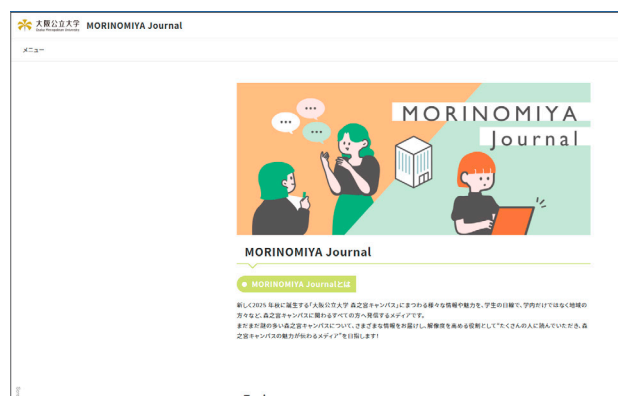 大阪公立大学 MORINOMIYA Journal
Osaka Metropolitan University
メニュー
MORINOMIYA
Journal
MORINOMIYA Journal
MORINOMIYA Journalとは
新しく2025 年秋に誕生する「大阪公立大学 森之宮キャンパス」にまつわる様々な情報や魅力を、学生の目線で、学内だけではなく地域の
方々など、森之宮キャンパスに関わるすべての方へ発信するメディアです。
まだまだ謎の多い森之宮キャンパスについて、さまざまな情報をお届けし、解像度を高める役割として"たくさんの人に読んでいただき、森
之宮キャンパスの魅力が伝わるメディア"を目指します!